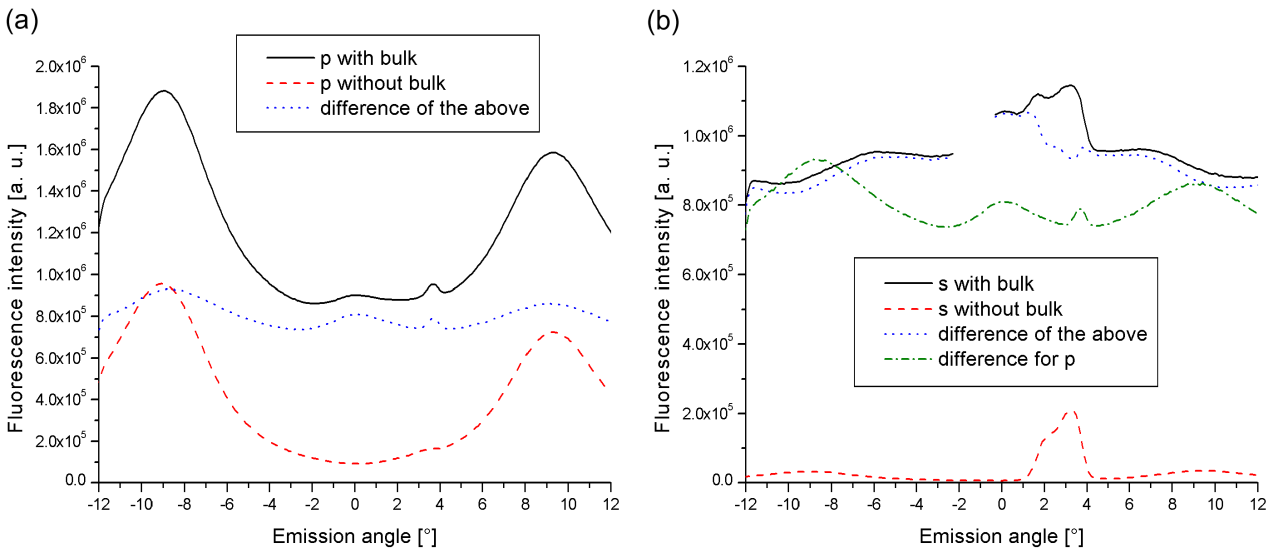 (a)
p with bulk
p without bulk
difference of the above
2.0x10⁶
1.8x10⁶
1.6x10⁶
1.4x10⁶
1.2x10⁶
1.0x10⁶
8.0x10⁵
6.0x10⁵
4.0x10⁵
2.0x10⁵
0.0
Fluorescence intensity [a. u.]
-12 -10 -8 -6 -4 -2 0 2 4 6 8 10 12
Emission angle [°]
(b)
1.2x10⁶
1.0x10⁶
8.0x10⁵
6.0x10⁵
4.0x10⁵
2.0x10⁵
0.0
Fluorescence intensity [a. u.]
s with bulk
s without bulk
difference of the above
difference for p
-12 -10 -8 -6 -4 -2 0 2 4 6 8 10 12
Emission angle [°]